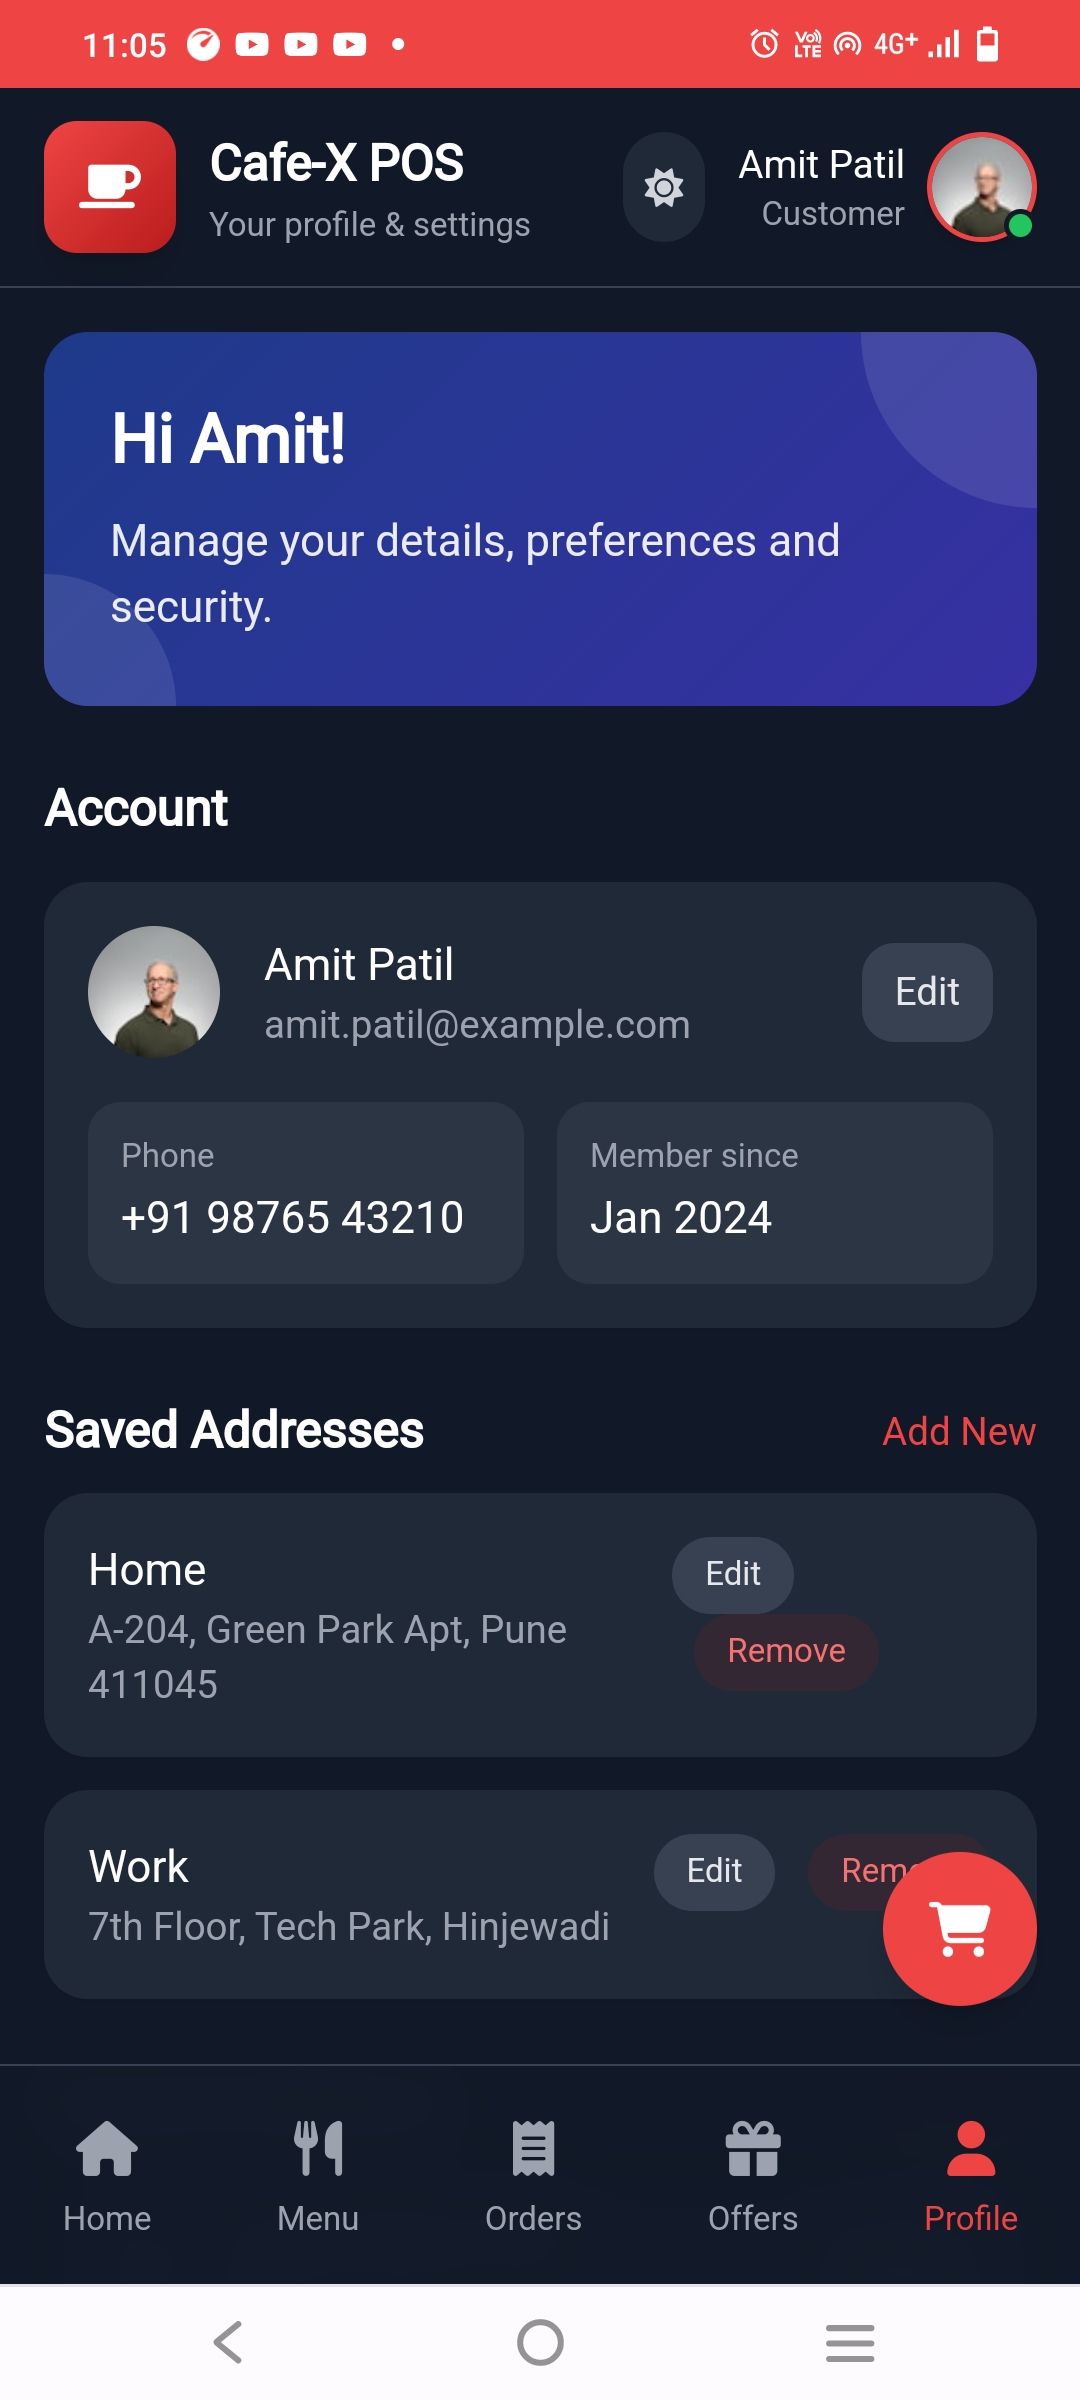 11:05
VoLTE 4G+
Cafe-X POS
Your profile & settings
Amit Patil
Customer
Hi Amit!
Manage your details, preferences and
security.
Account
Amit Patil
amit.patil@example.com
Edit
Phone
+91 98765 43210
Member since
Jan 2024
Saved Addresses
Add New
Home
A-204, Green Park Apt, Pune
411045
Edit
Remove
Work
7th Floor, Tech Park, Hinjewadi
Edit
Home
Menu
Orders
Offers
Profile